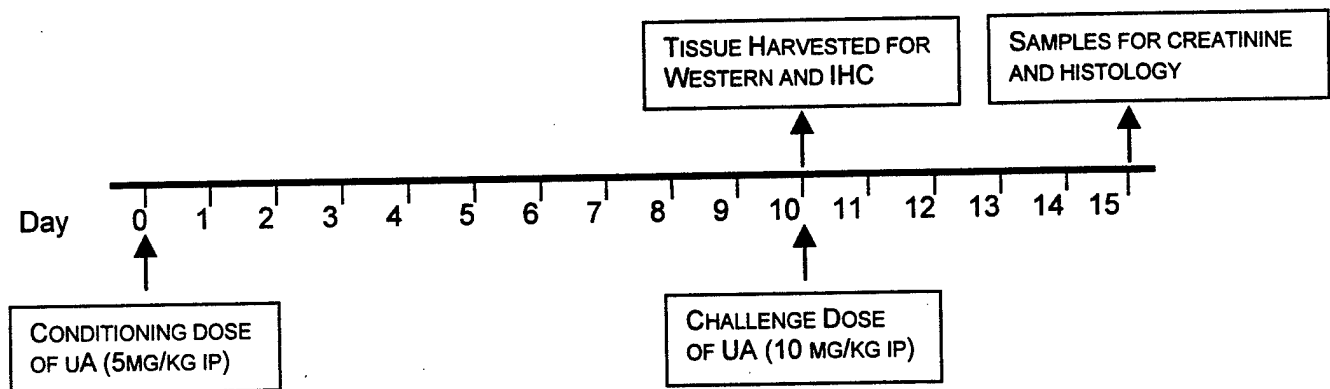 TISSUE HARVESTED FOR
WESTERN AND IHC
SAMPLES FOR CREATININE
AND HISTOLOGY
Day 0 1 2 3 4 5 6 7 8 9 10 11 12 13 14 15
CONDITIONING DOSE
OF UA (5MG/KG IP)
CHALLENGE DOSE
OF UA (10 MG/KG IP)